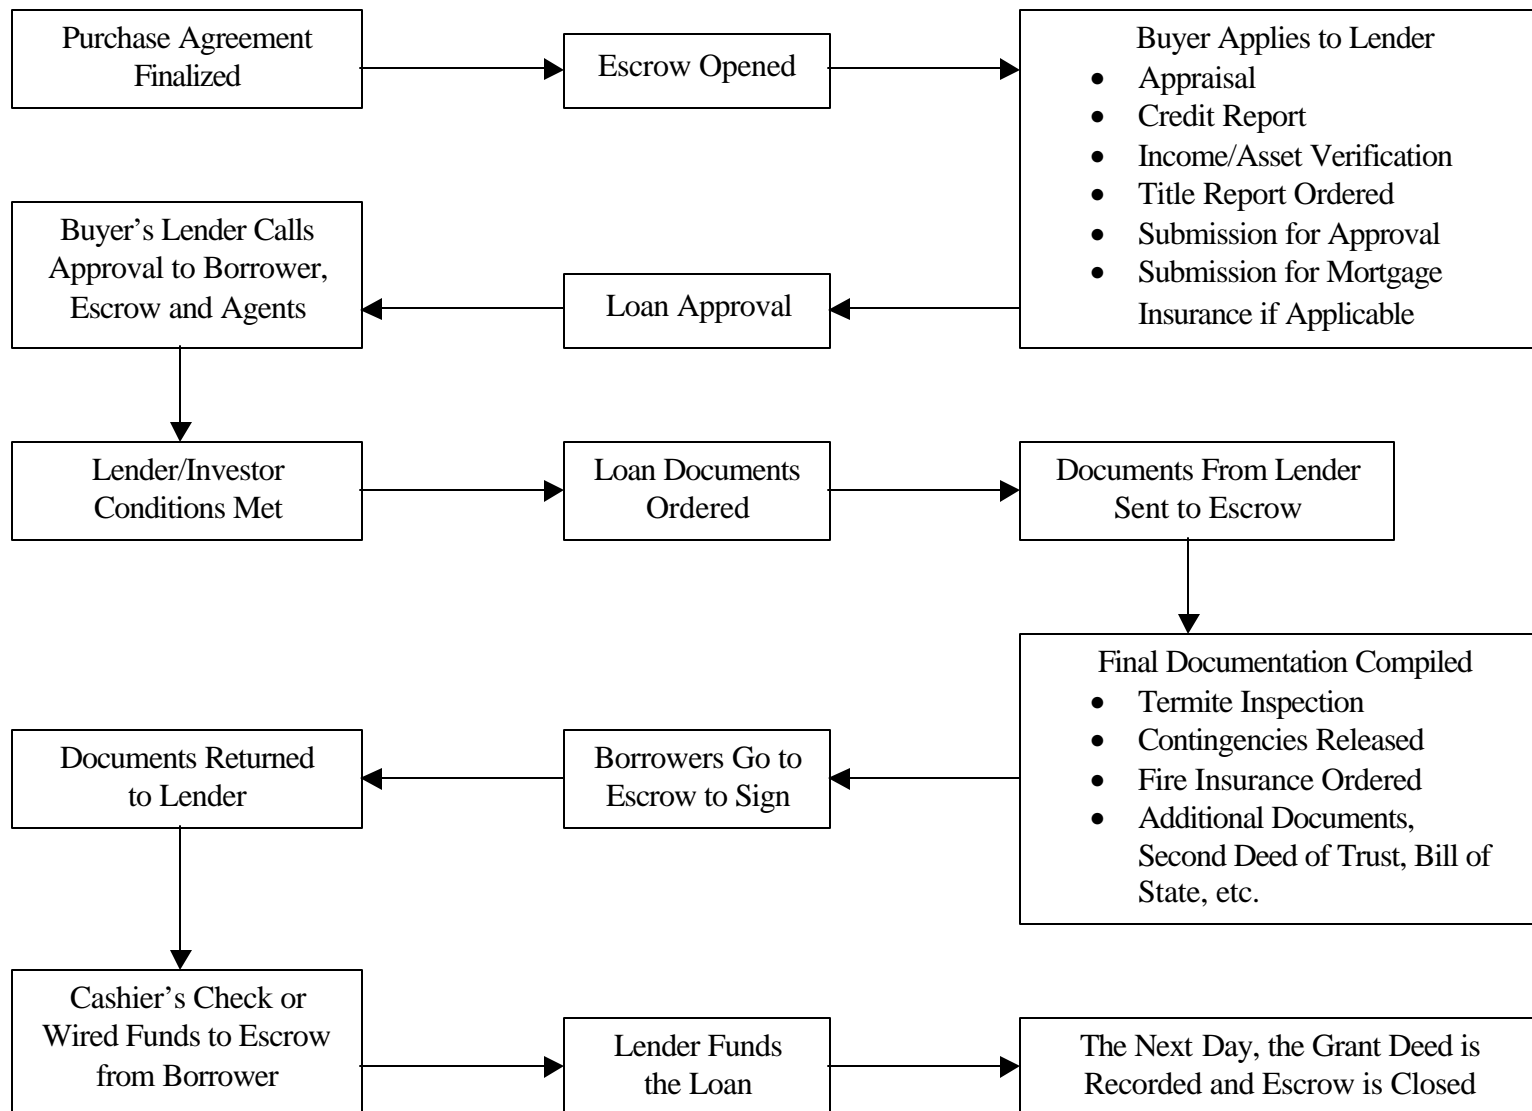 Purchase Agreement
Finalized
Escrow Opened
Buyer Applies to Lender
• Appraisal
• Credit Report
• Income/Asset Verification
• Title Report Ordered
• Submission for Approval
• Submission for Mortgage
Insurance if Applicable
Loan Approval
Buyer’s Lender Calls
Approval to Borrower,
Escrow and Agents
Lender/Investor
Conditions Met
Loan Documents
Ordered
Documents From Lender
Sent to Escrow
Final Documentation Compiled
• Termite Inspection
• Contingencies Released
• Fire Insurance Ordered
• Additional Documents,
Second Deed of Trust, Bill of
State, etc.
Borrowers Go to
Escrow to Sign
Documents Returned
to Lender
Cashier’s Check or
Wired Funds to Escrow
from Borrower
Lender Funds
the Loan
The Next Day, the Grant Deed is
Recorded and Escrow is Closed